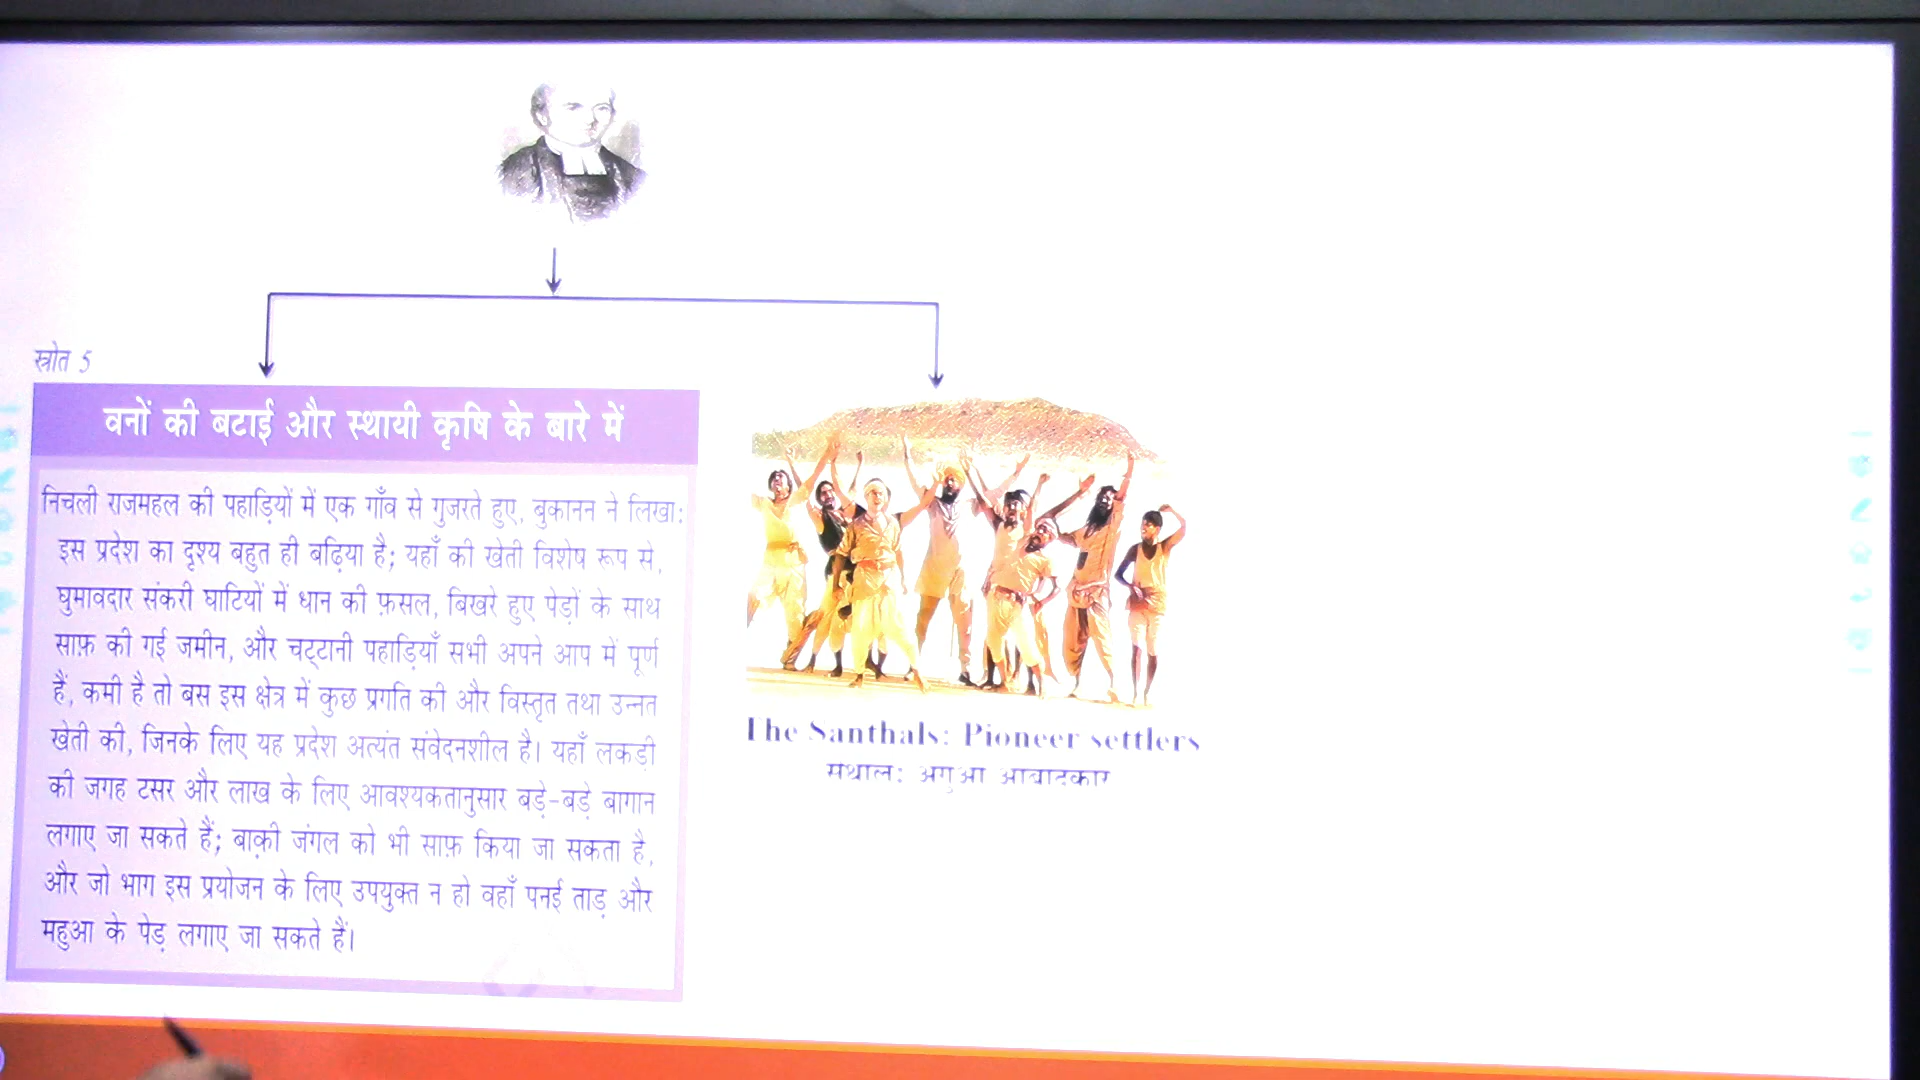 स्त्रोत 5
वनों की बटाई और स्थायी कृषि के बारे में
निचली राजमहल की पहाड़ियों में एक गाँव से गुजरते हुए, बुकानन ने लिखा:
इस प्रदेश का दृश्य बहुत ही बढ़िया है; यहाँ की खेती विशेष रूप से,
घुमावदार संकरी घाटियों में धान की फ़सल, बिखरे हुए पेड़ों के साथ
साफ़ की गई जमीन, और चट्टानी पहाड़ियाँ सभी अपने आप में पूर्ण
हैं, कमी है तो बस इस क्षेत्र में कुछ प्रगति की और विस्तृत तथा उन्नत
खेती की, जिनके लिए यह प्रदेश अत्यंत संवेदनशील है। यहाँ लकड़ी
की जगह टसर और लाख के लिए आवश्यकतानुसार बड़े-बड़े बागान
लगाए जा सकते हैं; बाक़ी जंगल को भी साफ़ किया जा सकता है,
और जो भाग इस प्रयोजन के लिए उपयुक्त न हो वहाँ पनई ताड़ और
महुआ के पेड़ लगाए जा सकते हैं।
The Santhals: Pioneer settlers
संथाल: अगुआ आबादकार